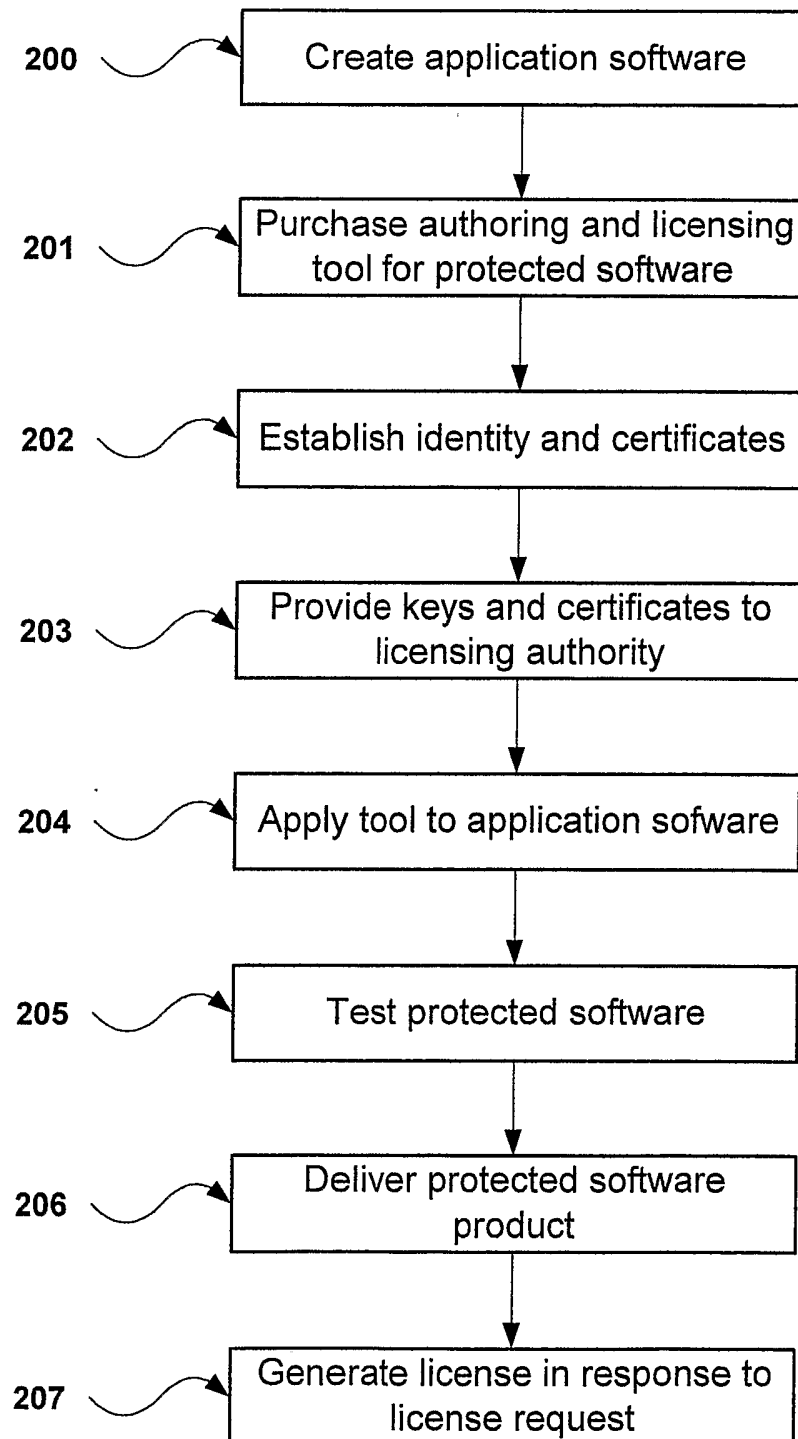 200
Create application software
201
Purchase authoring and licensing
tool for protected software
202
Establish identity and certificates
203
Provide keys and certificates to
licensing authority
204
Apply tool to application sofware
205
Test protected software
206
Deliver protected software
product
207
Generate license in response to
license request